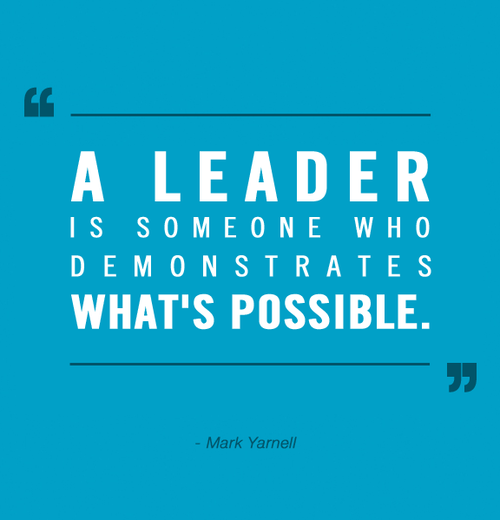 “
A LEADER
IS SOMEONE WHO
DEMONSTRATES
WHAT'S POSSIBLE.
”
- Mark Yarnell